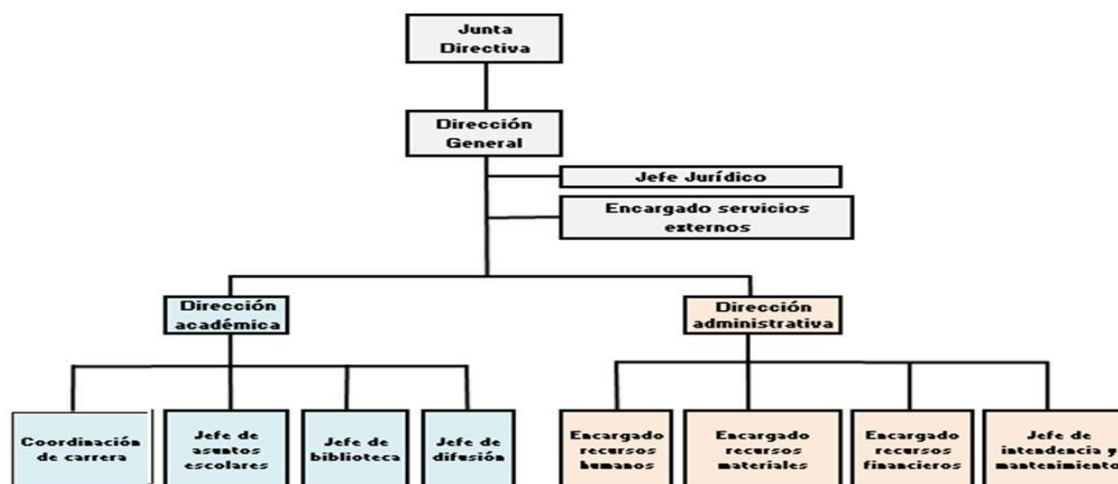 Junta
Directiva
Dirección
General
Jefe Jurídico
Encargado servicios
externos
Dirección
académica
Dirección
administrativa
Coordinación
de carrera
Jefe de
asuntos
escolares
Jefe de
biblioteca
Jefe de
difusión
Encargado
recursos
humanos
Encargado
recursos
materiales
Encargado
recursos
financieros
Jefe de
intendencia y
mantenimiento